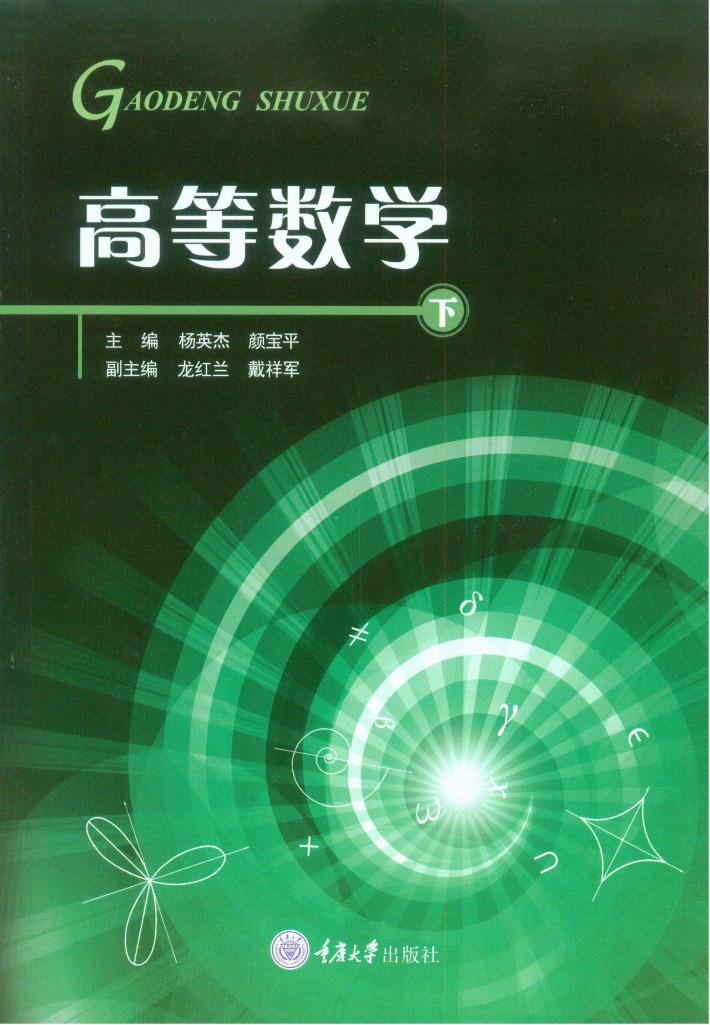 GAODENG SHUXUE
高等数学
下
主 编 杨英杰 颜宝平
副主编 龙红兰 戴祥军
≠
δ
β
γ
ϵ
x
3
+
∩
重庆大学出版社